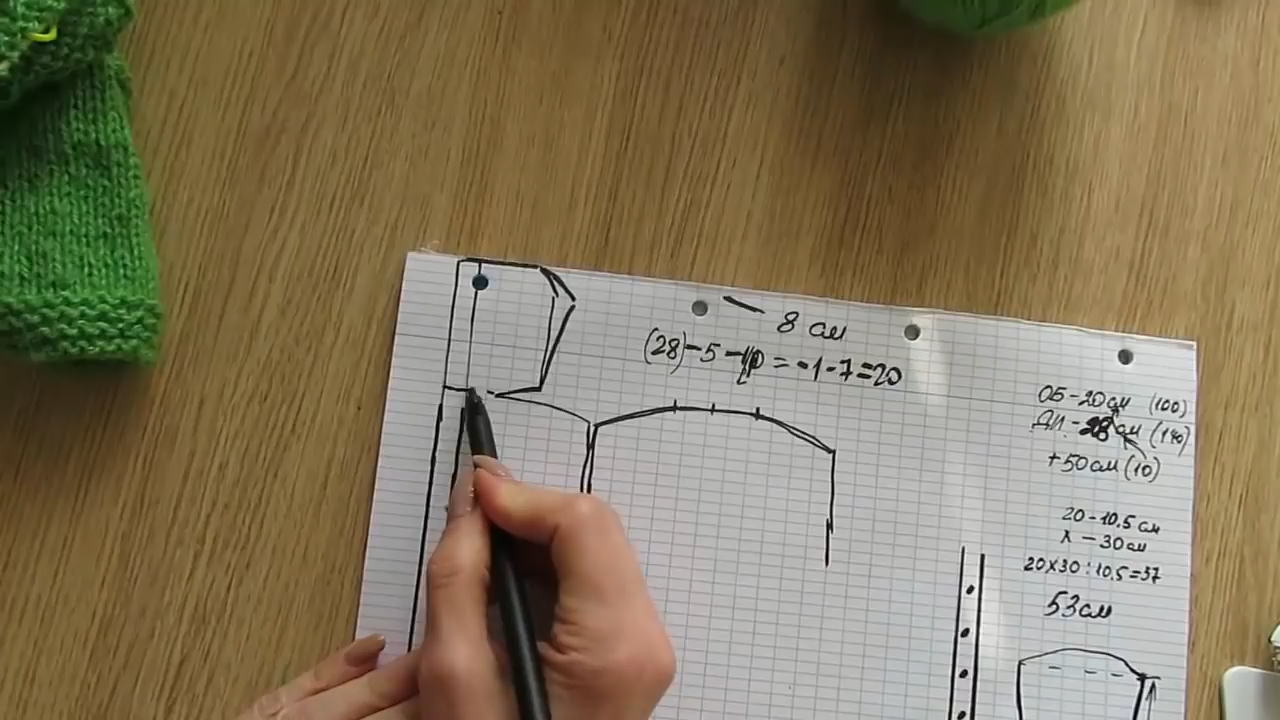 8 см
(28)-5- = -1-7=20
ОБ-20см (100)
ДИ- см (140)
+50см(10)
20-10.5 см
х-30см
20х30:10.5=57
53см